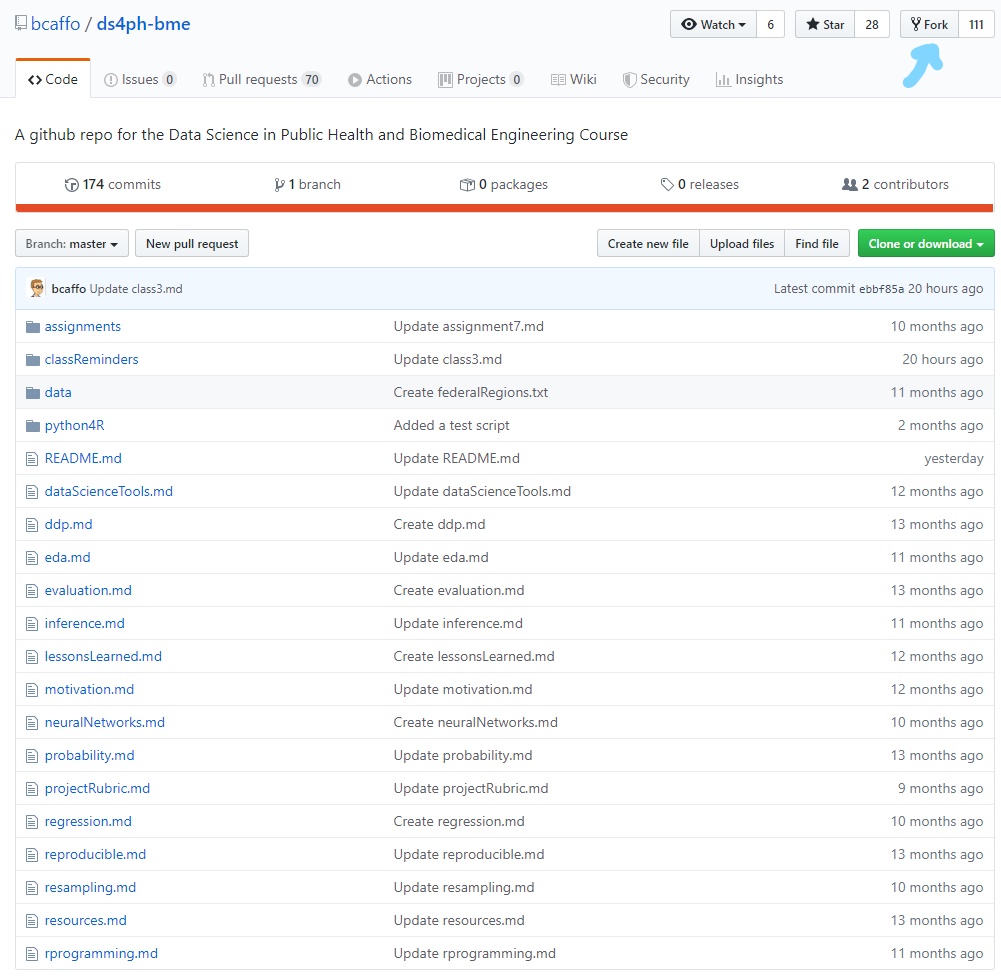 bcaffo / ds4ph-bme Watch 6 Star 28 Fork 111
Code Issues 0 Pull requests 70 Actions Projects 0 Wiki Security Insights
A github repo for the Data Science in Public Health and Biomedical Engineering Course
174 commits 1 branch 0 packages 0 releases 2 contributors
Branch: master New pull request Create new file Upload files Find file Clone or download
bcaffo Update class3.md Latest commit ebbf85a 20 hours ago
assignments Update assignment7.md 10 months ago
classReminders Update class3.md 20 hours ago
data Create federalRegions.txt 11 months ago
python4R Added a test script 2 months ago
README.md Update README.md yesterday
dataScienceTools.md Update dataScienceTools.md 12 months ago
ddp.md Create ddp.md 13 months ago
eda.md Update eda.md 11 months ago
evaluation.md Create evaluation.md 13 months ago
inference.md Update inference.md 11 months ago
lessonsLearned.md Create lessonsLearned.md 12 months ago
motivation.md Update motivation.md 12 months ago
neuralNetworks.md Create neuralNetworks.md 10 months ago
probability.md Update probability.md 13 months ago
projectRubric.md Update projectRubric.md 9 months ago
regression.md Create regression.md 10 months ago
reproducible.md Update reproducible.md 13 months ago
resampling.md Update resampling.md 10 months ago
resources.md Update resources.md 13 months ago
rprogramming.md Update rprogramming.md 11 months ago